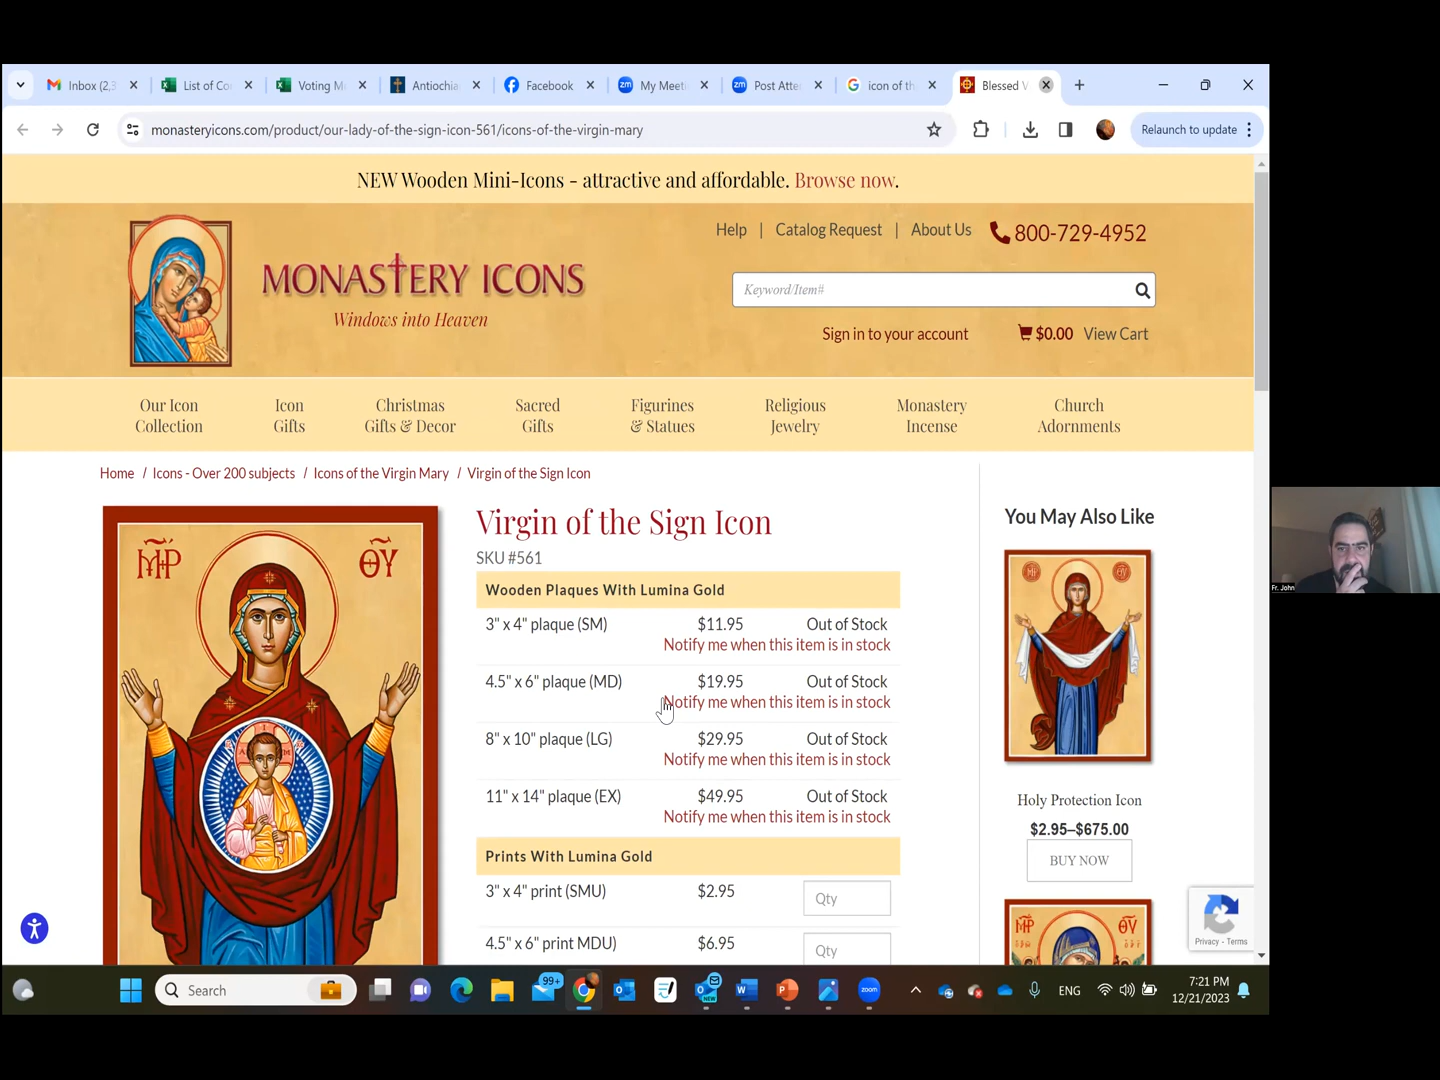 Inbox (2,3
List of Co
Voting M
Antiochia
Facebook
My Meeti
Post Atte
icon of th
Blessed V
monasteryicons.com/product/our-lady-of-the-sign-icon-561/icons-of-the-virgin-mary
Relaunch to update
NEW Wooden Mini-Icons - attractive and affordable. Browse now.
Help | Catalog Request | About Us 800-729-4952
MONASTERY ICONS
Windows into Heaven
Keyword/Item#
Sign in to your account $0.00 View Cart
Our Icon
Collection
Icon
Gifts
Christmas
Gifts & Decor
Sacred
Gifts
Figurines
& Statues
Religious
Jewelry
Monastery
Incense
Church
Adornments
Home / Icons - Over 200 subjects / Icons of the Virgin Mary / Virgin of the Sign Icon
ΜΡ ΘΥ
Virgin of the Sign Icon
SKU #561
Wooden Plaques With Lumina Gold
3" x 4" plaque (SM) $11.95 Out of Stock
Notify me when this item is in stock
4.5" x 6" plaque (MD) $19.95 Out of Stock
Notify me when this item is in stock
8" x 10" plaque (LG) $29.95 Out of Stock
Notify me when this item is in stock
11" x 14" plaque (EX) $49.95 Out of Stock
Notify me when this item is in stock
Prints With Lumina Gold
3" x 4" print (SMU) $2.95 Qty
4.5" x 6" print MDU) $6.95 Qty
You May Also Like
Holy Protection Icon
$2.95–$675.00
BUY NOW
ΜΡ ΘΥ
Privacy - Terms
Fr. John
Search
99+
NEW
zoom
ENG
7:21 PM
12/21/2023